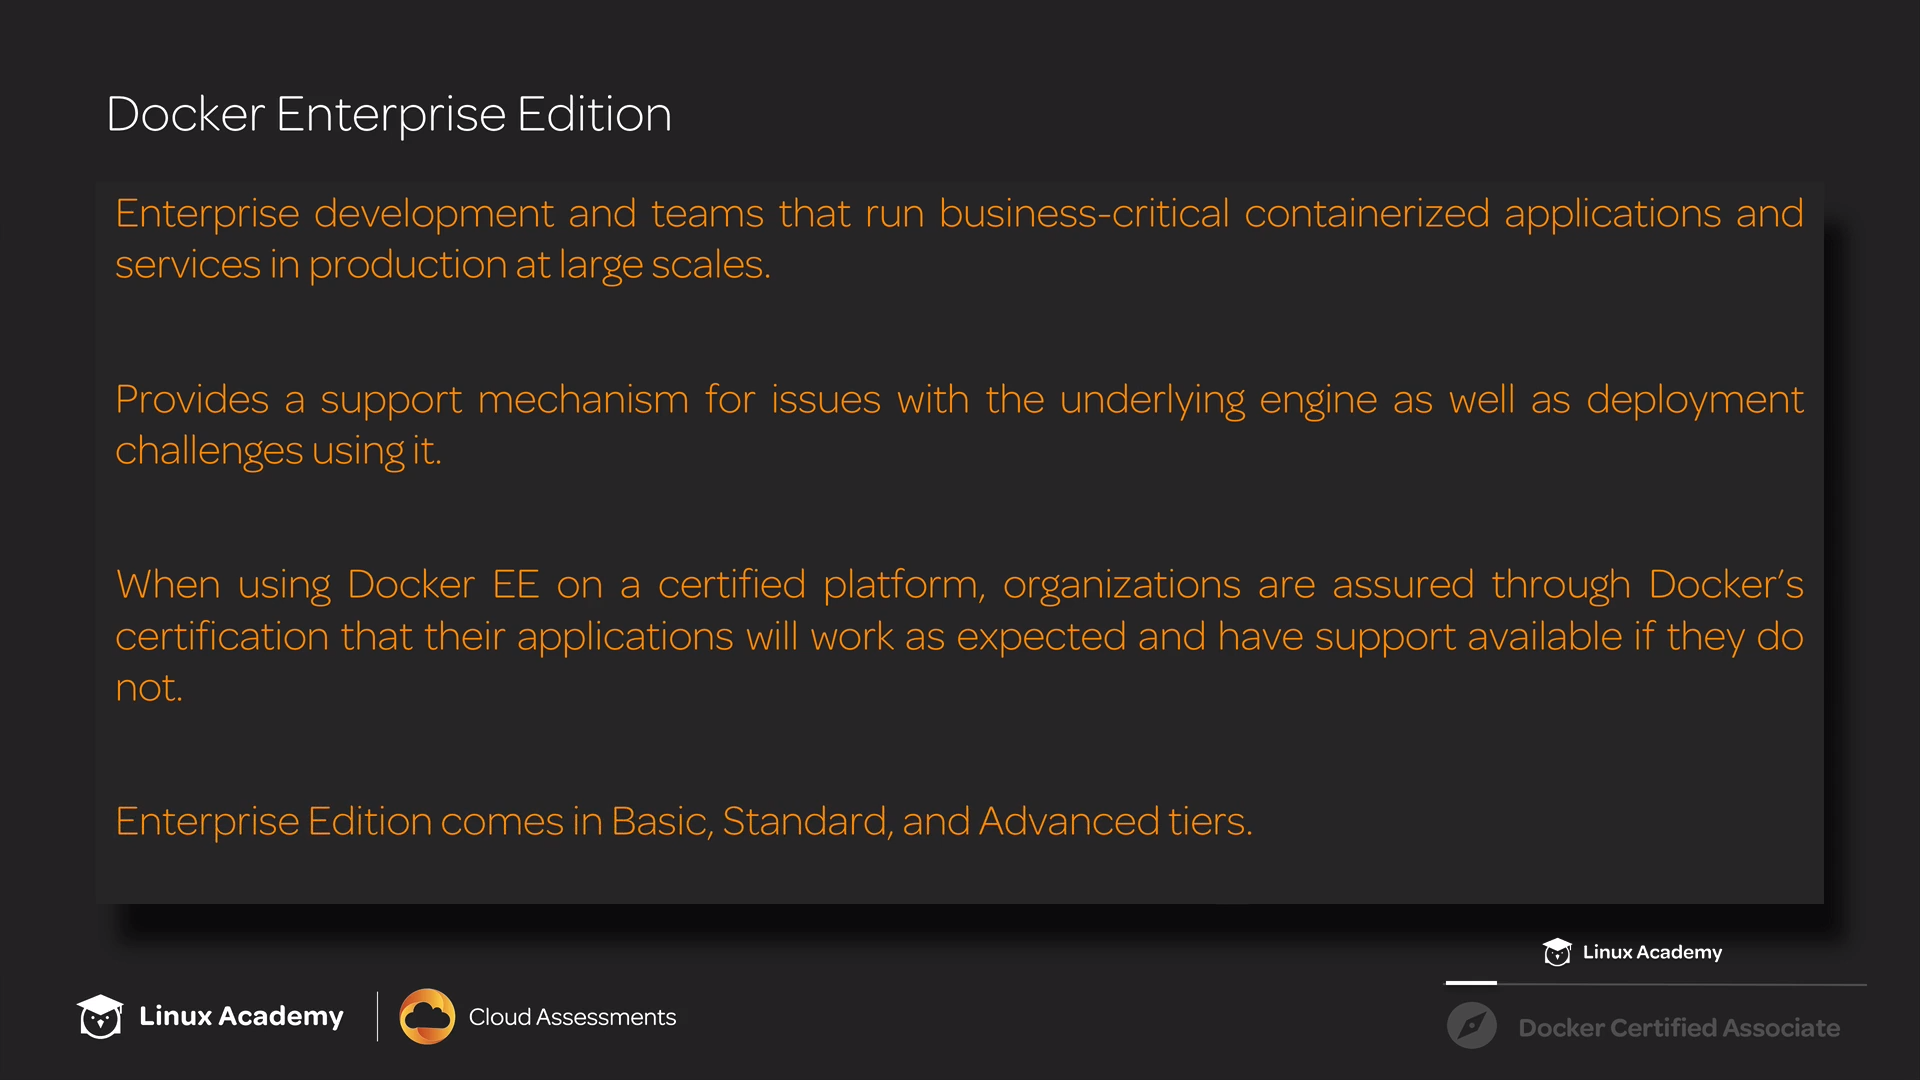 Docker Enterprise Edition
Enterprise development and teams that run business-critical containerized applications and
services in production at large scales.
Provides a support mechanism for issues with the underlying engine as well as deployment
challenges using it.
When using Docker EE on a certified platform, organizations are assured through Docker’s
certification that their applications will work as expected and have support available if they do
not.
Enterprise Edition comes in Basic, Standard, and Advanced tiers.
Linux Academy
Linux Academy
Cloud Assessments
Docker Certified Associate